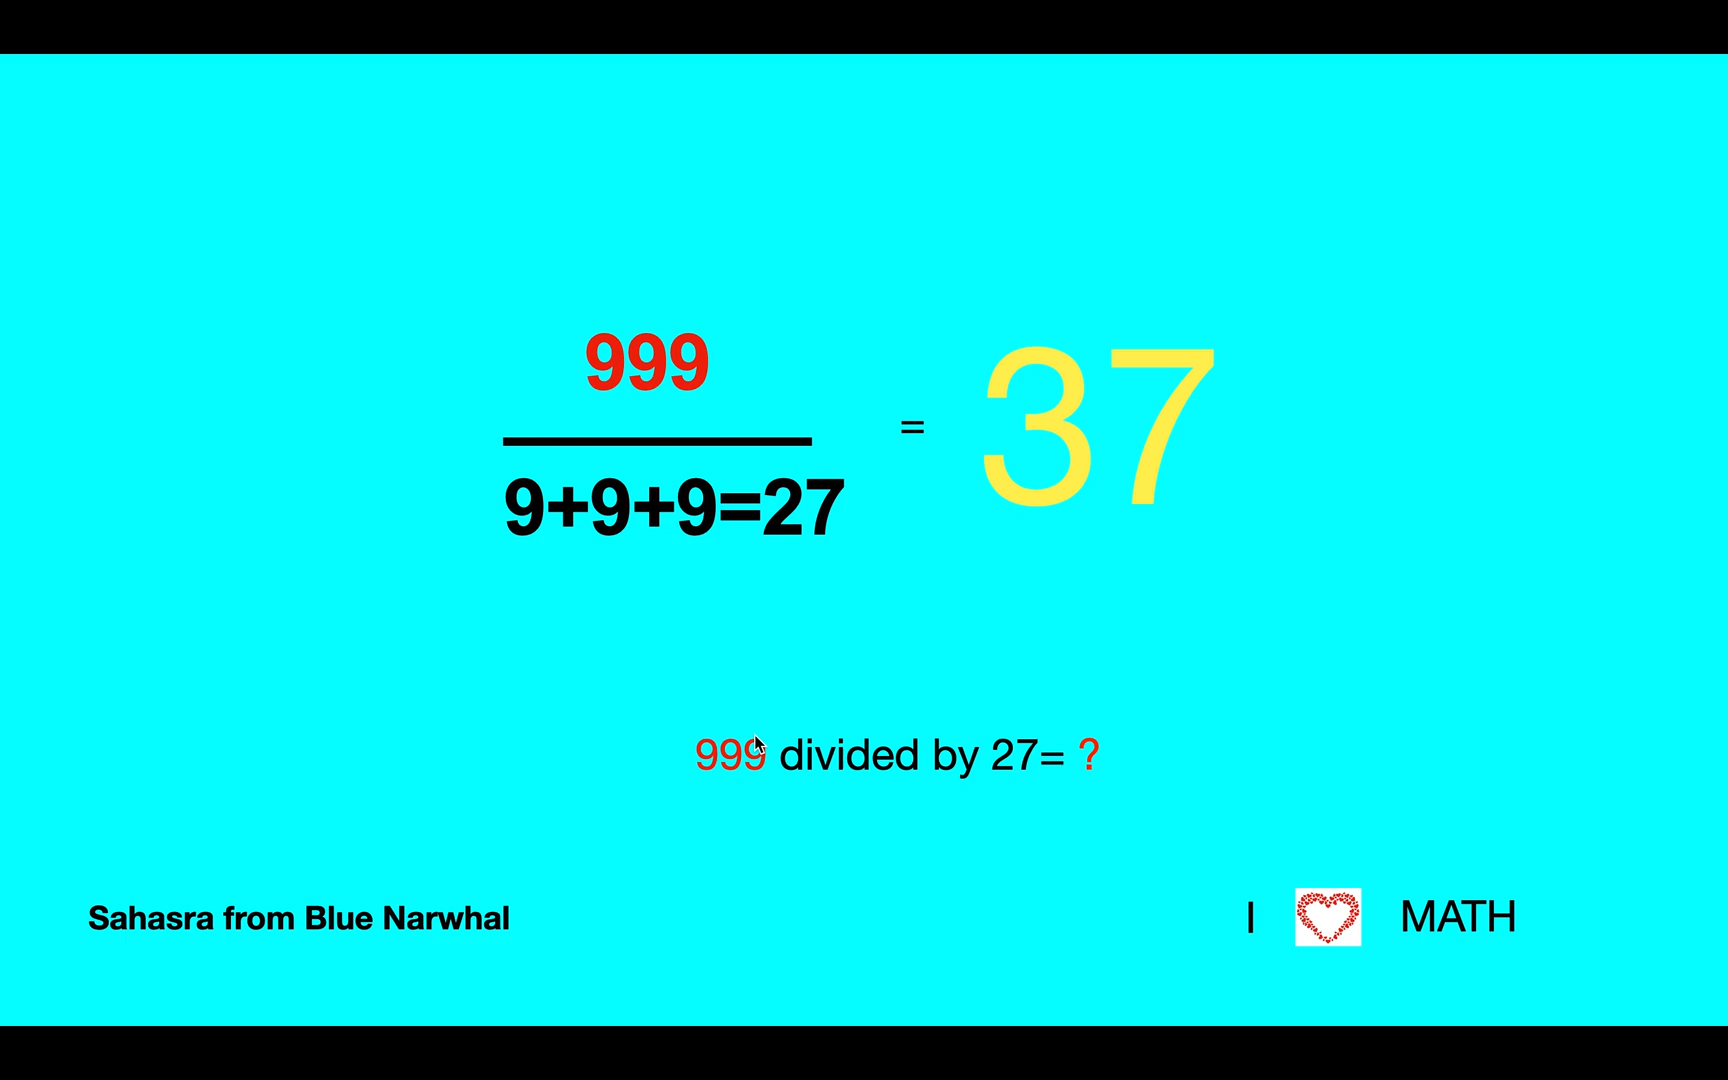 999
9+9+9=27
=
37
999 divided by 27= ?
Sahasra from Blue Narwhal
I MATH